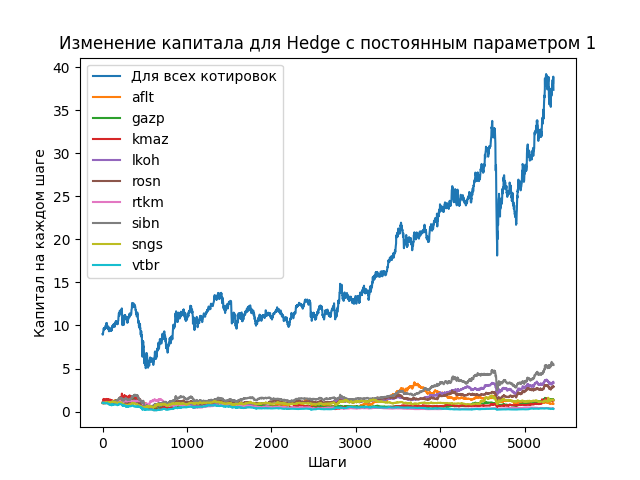 Изменение капитала для Hedge с постоянным параметром 1
Капитал на каждом шаге
40
35
30
25
20
15
10
5
0
Для всех котировок
aflt
gazp
kmaz
lkoh
rosn
rtkm
sibn
sngs
vtbr
0 1000 2000 3000 4000 5000
Шаги